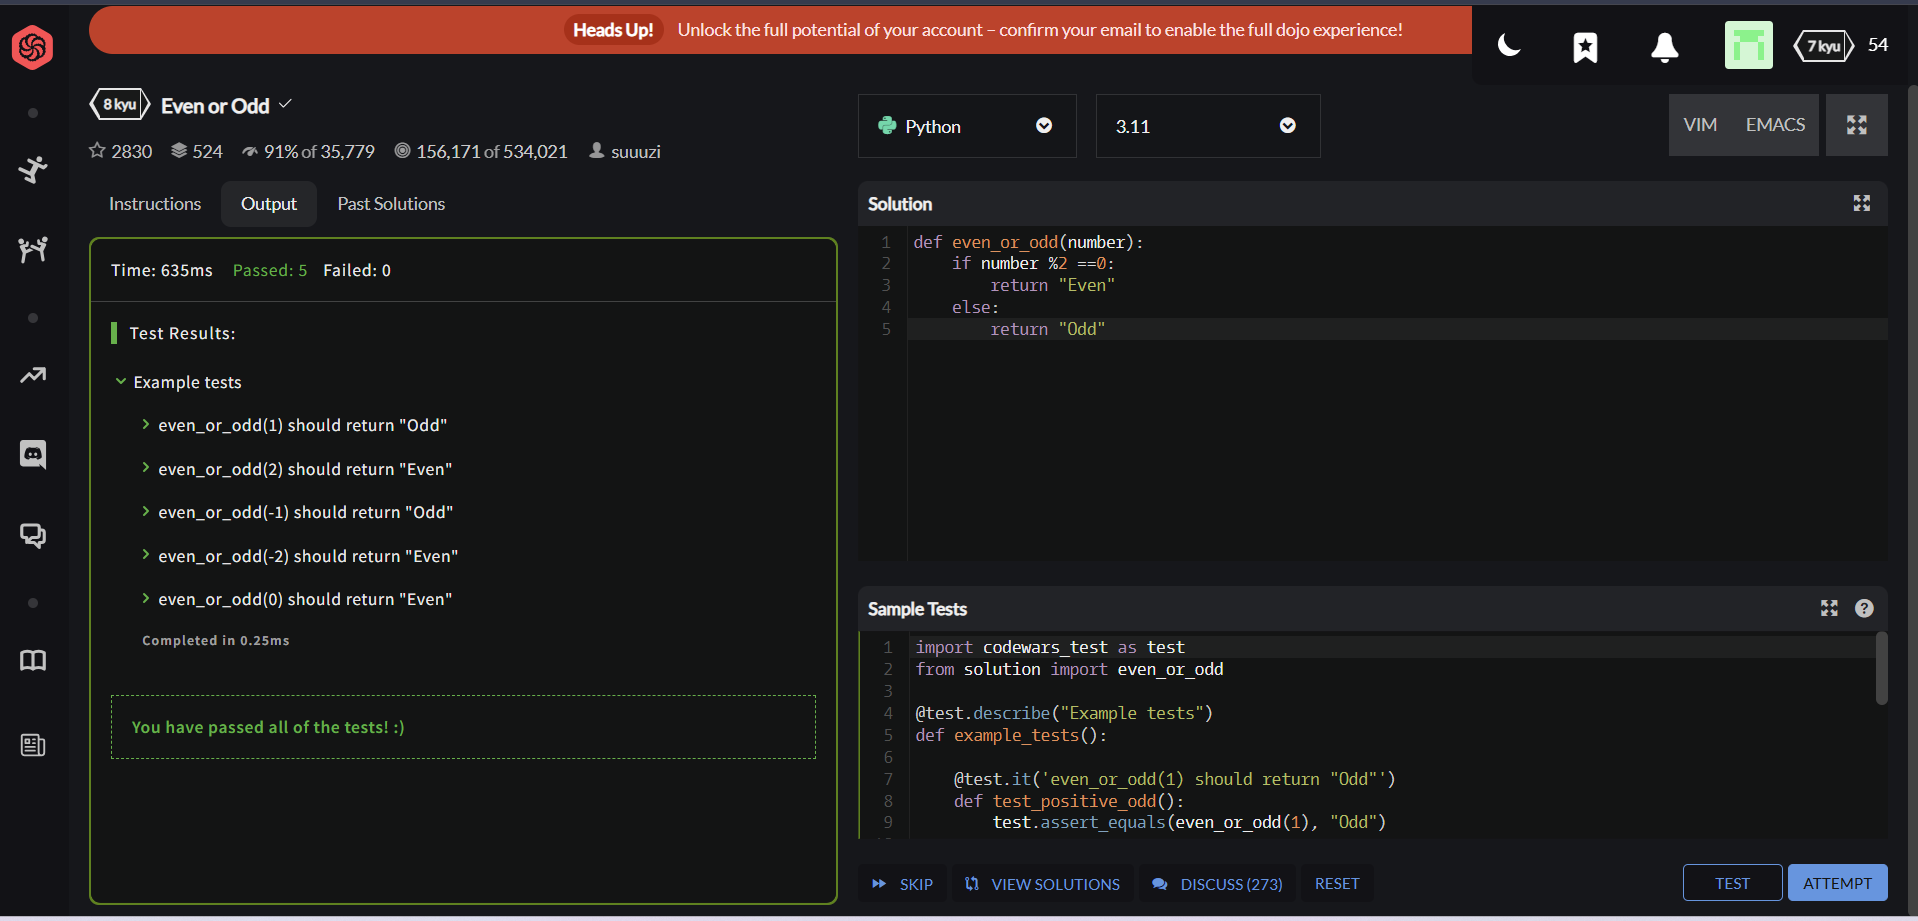 Heads Up! Unlock the full potential of your account – confirm your email to enable the full dojo experience!
7 kyu 54
8 kyu Even or Odd
2830 524 91% of 35,779 156,171 of 534,021 suuuzi
Python 3.11 VIM EMACS
Instructions Output Past Solutions
Time: 635ms Passed: 5 Failed: 0
Test Results:
Example tests
even_or_odd(1) should return "Odd"
even_or_odd(2) should return "Even"
even_or_odd(-1) should return "Odd"
even_or_odd(-2) should return "Even"
even_or_odd(0) should return "Even"
Completed in 0.25ms
You have passed all of the tests! :)
Solution
1 def even_or_odd(number):
2     if number %2 ==0:
3         return "Even"
4     else:
5         return "Odd"
Sample Tests
1 import codewars_test as test
2 from solution import even_or_odd
3
4 @test.describe("Example tests")
5 def example_tests():
6
7     @test.it('even_or_odd(1) should return "Odd"')
8     def test_positive_odd():
9         test.assert_equals(even_or_odd(1), "Odd")
SKIP VIEW SOLUTIONS DISCUSS (273) RESET TEST ATTEMPT